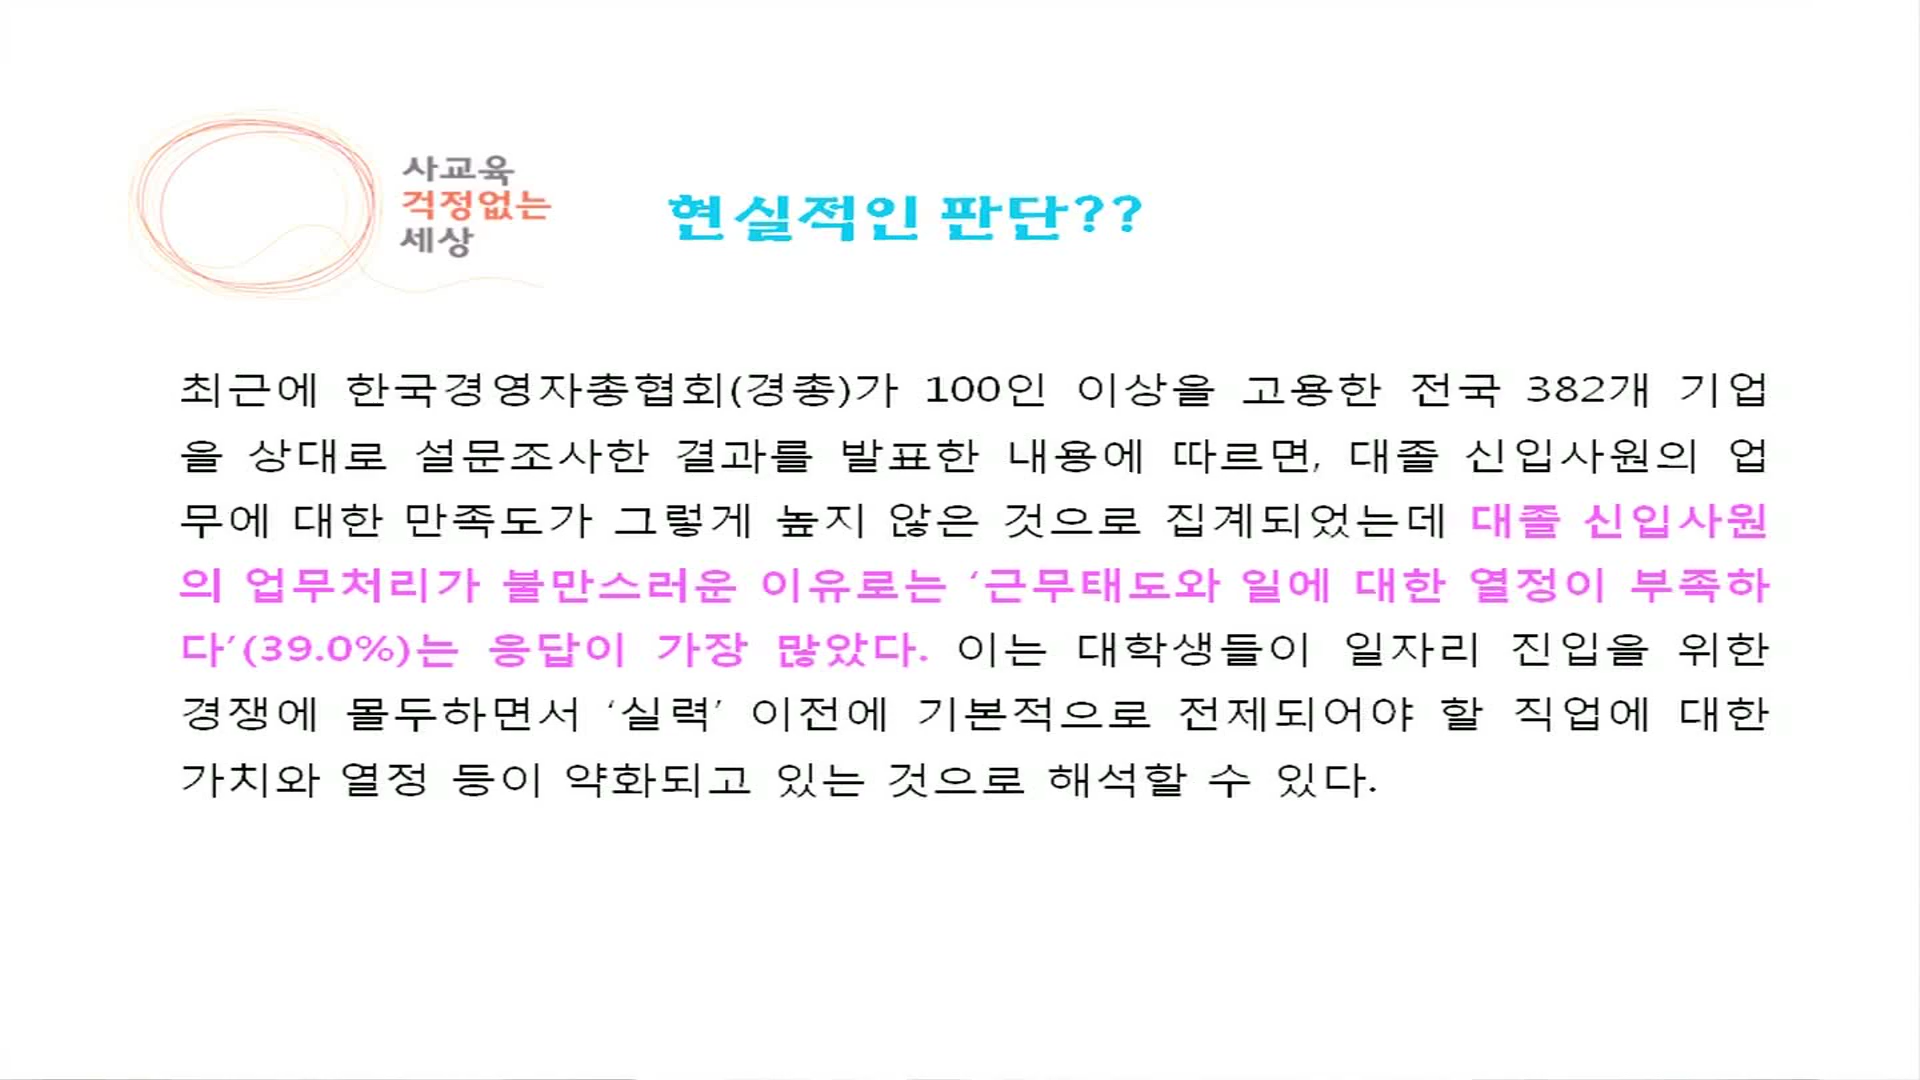 사교육
걱정없는
세상
현실적인 판단??
최근에 한국경영자총협회(경총)가 100인 이상을 고용한 전국 382개 기업
을 상대로 설문조사한 결과를 발표한 내용에 따르면, 대졸 신입사원의 업
무에 대한 만족도가 그렇게 높지 않은 것으로 집계되었는데 대졸 신입사원
의 업무처리가 불만스러운 이유로는 ‘근무태도와 일에 대한 열정이 부족하
다’(39.0%)는 응답이 가장 많았다. 이는 대학생들이 일자리 진입을 위한
경쟁에 몰두하면서 ‘실력’ 이전에 기본적으로 전제되어야 할 직업에 대한
가치와 열정 등이 약화되고 있는 것으로 해석할 수 있다.